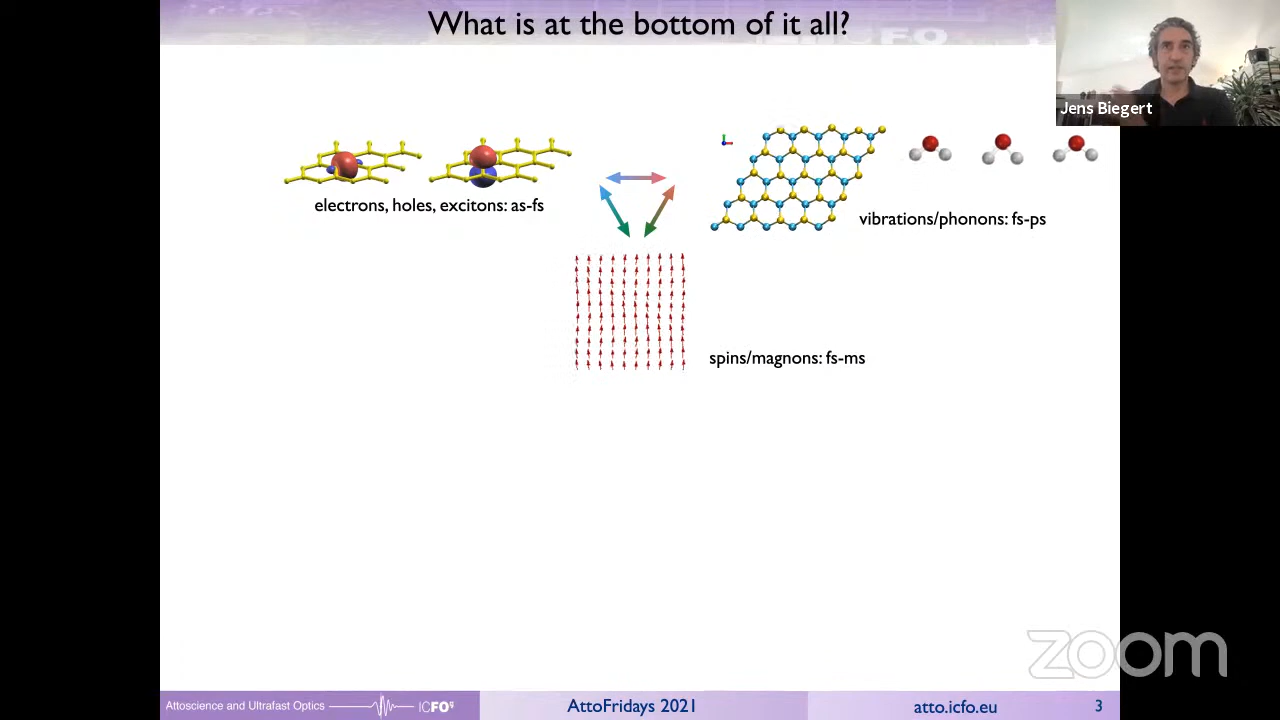 What is at the bottom of it all?
ICFO
Jens Biegert
electrons, holes, excitons: as-fs
vibrations/phonons: fs-ps
spins/magnons: fs-ms
zoom
Attoscience and Ultrafast Optics
ICFO
AttoFridays 2021
atto.icfo.eu
3